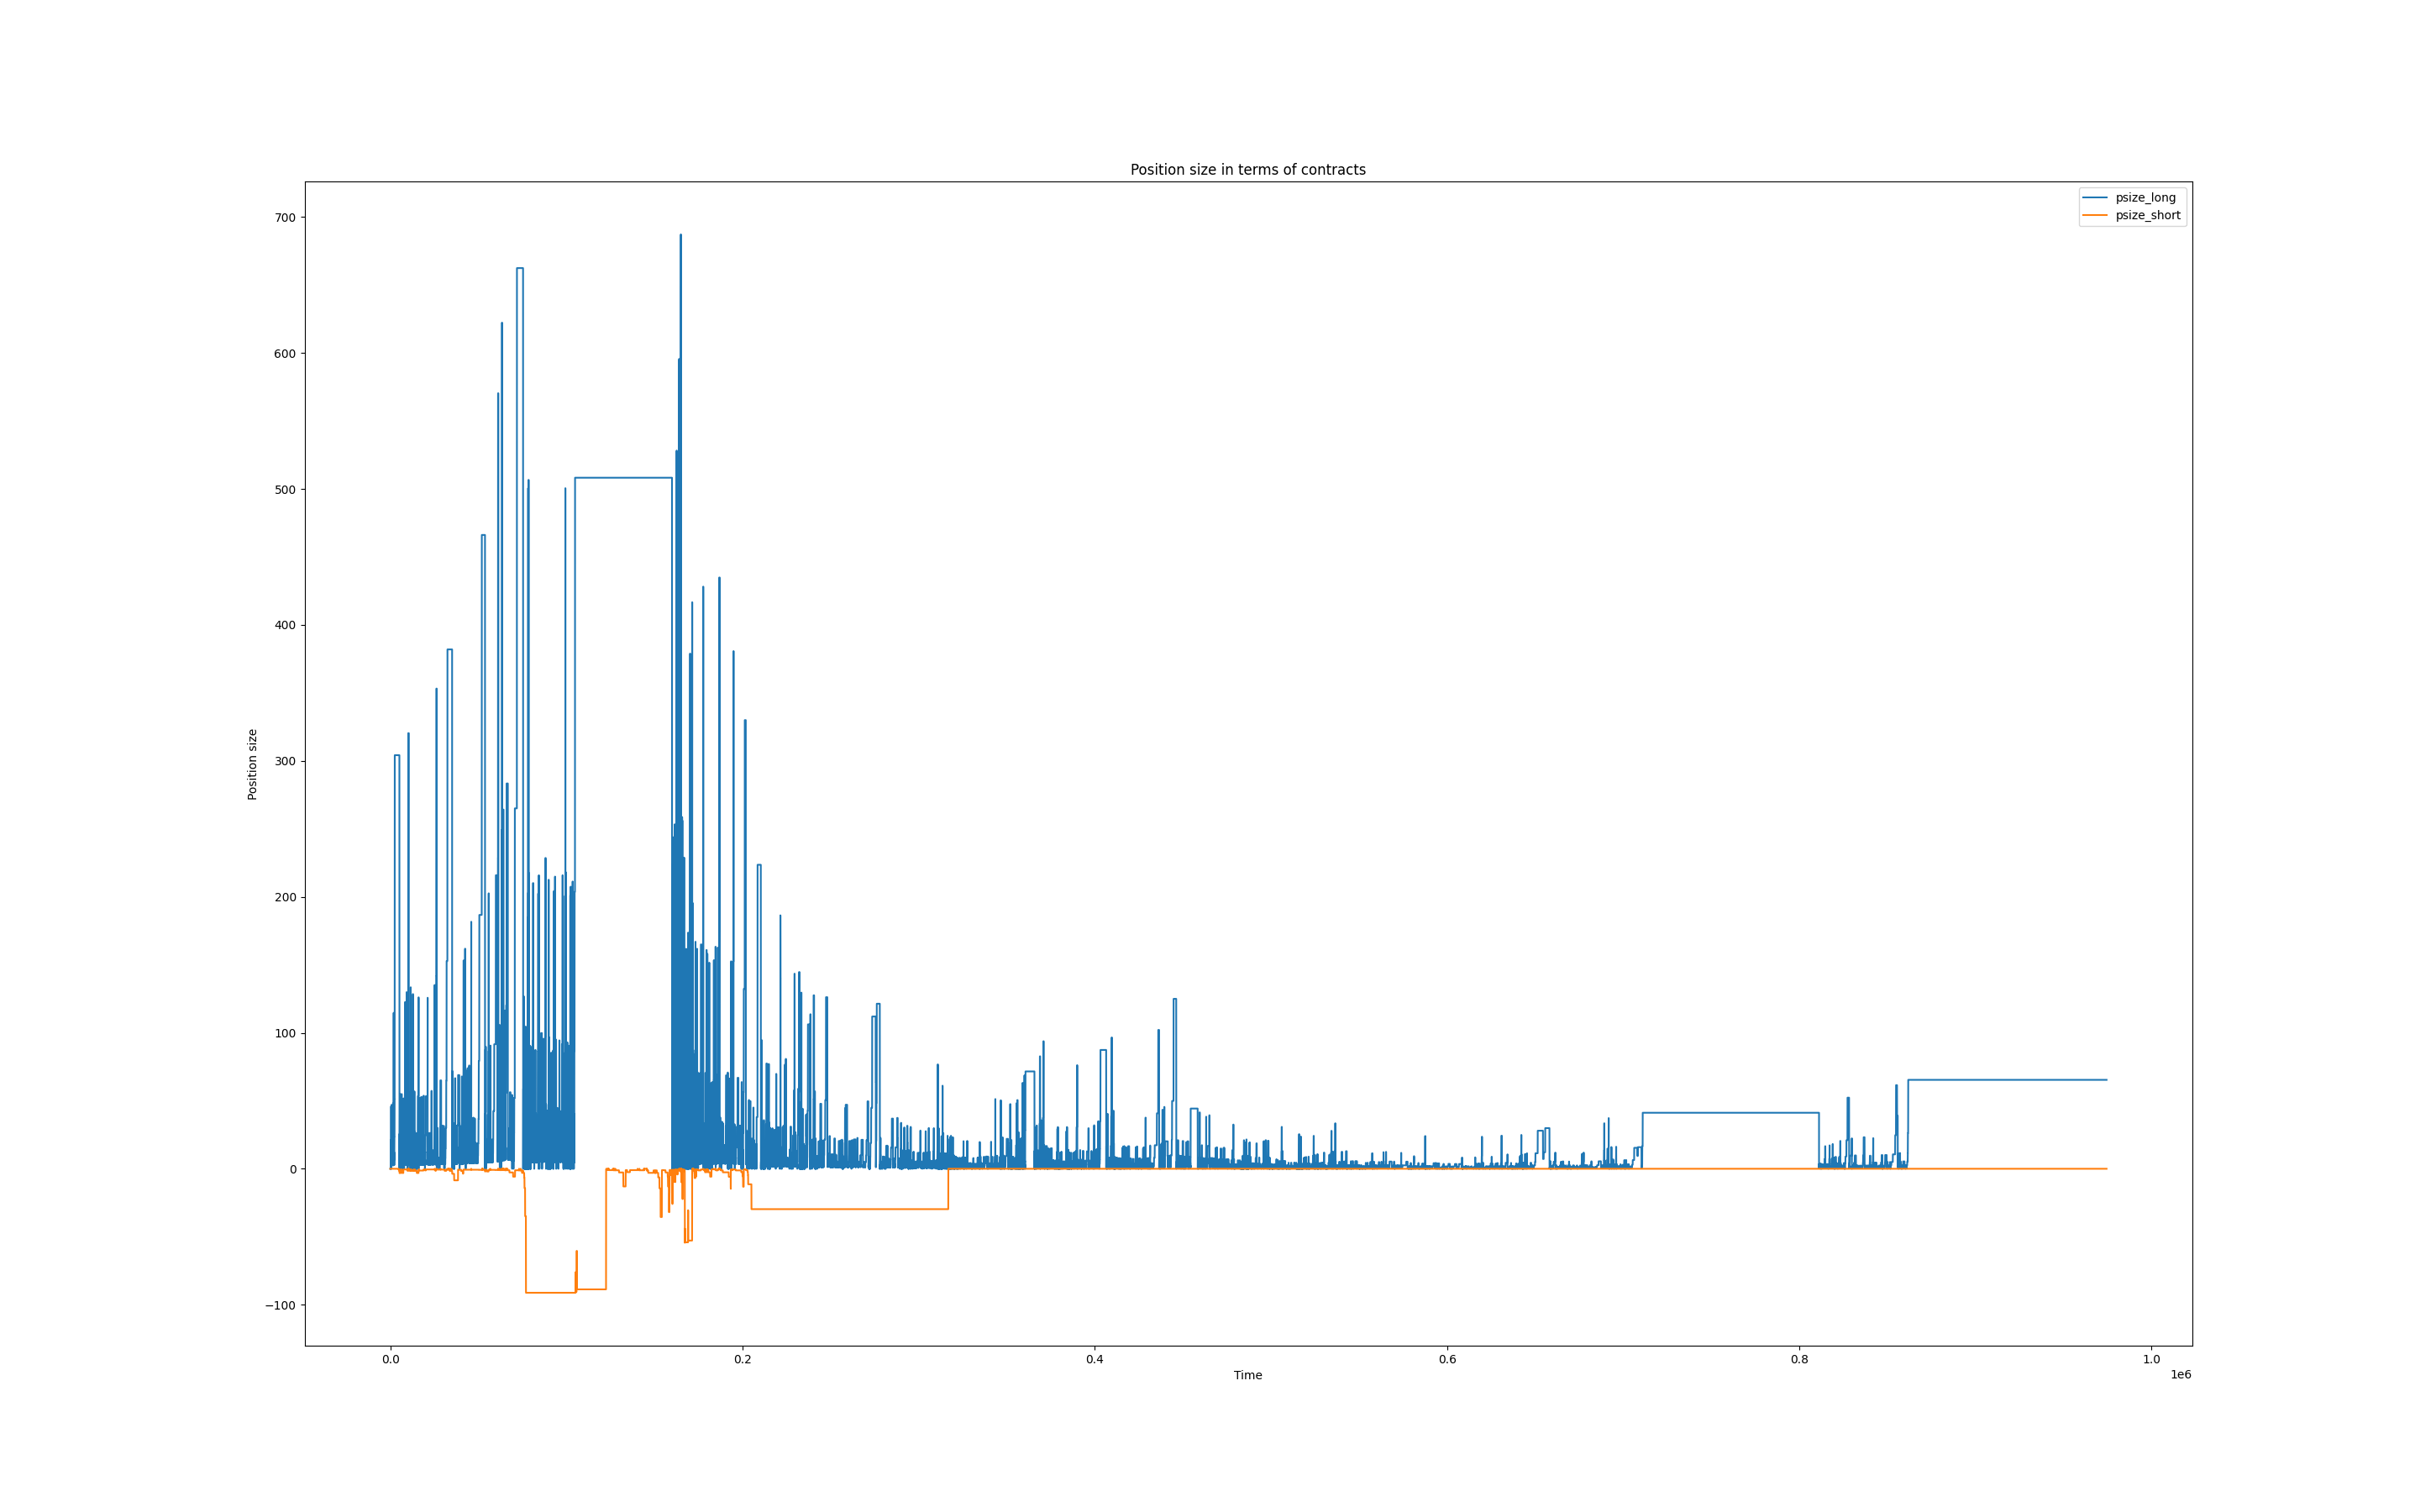 Position size in terms of contracts
psize_long
psize_short
Position size
700
600
500
400
300
200
100
0
−100
0.0
0.2
0.4
0.6
0.8
1.0
Time
1e6